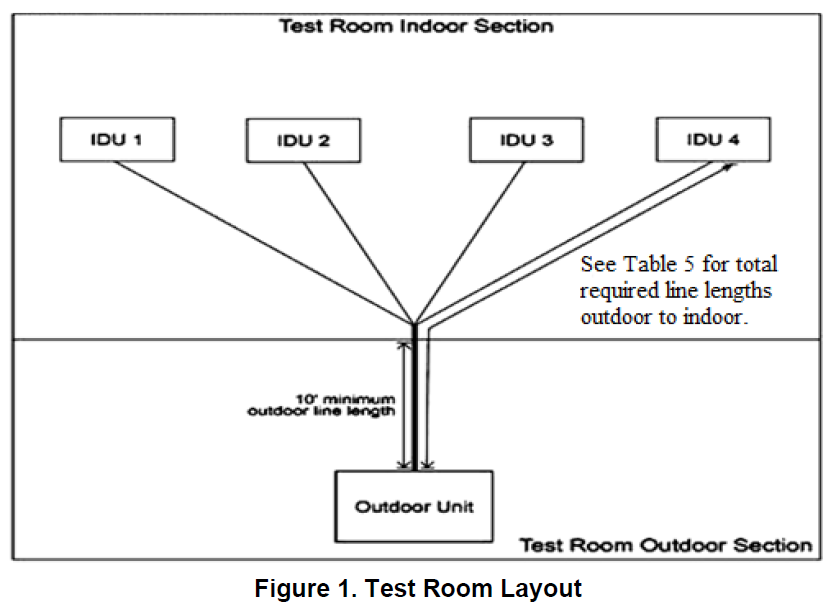 Test Room Indoor Section
IDU 1
IDU 2
IDU 3
IDU 4
See Table 5 for total
required line lengths
outdoor to indoor.
10' minimum
outdoor line length
Outdoor Unit
Test Room Outdoor Section
Figure 1. Test Room Layout